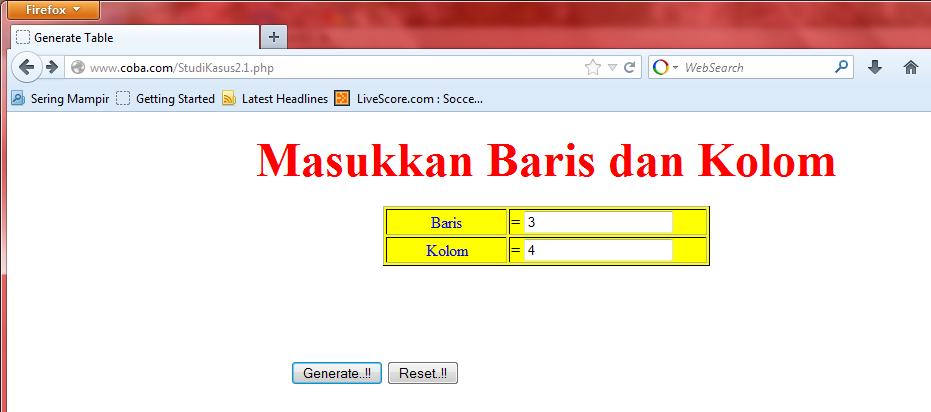 Firefox
Generate Table
www.coba.com/StudiKasus2.1.php
WebSearch
Sering Mampir Getting Started Latest Headlines LiveScore.com : Socce...
Masukkan Baris dan Kolom
Baris = 3
Kolom = 4
Generate..!! Reset..!!